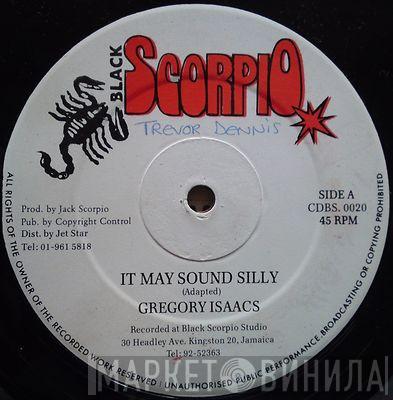 BLACK
SCORPIO
TREVOR DENNIS
Prod. by Jack Scorpio
Pub. by Copyright Control
Dist. by Jet Star
Tel: 01-961 5818
SIDE A
CDBS. 0020
45 RPM
IT MAY SOUND SILLY
(Adapted)
GREGORY ISAACS
Recorded at Black Scorpio Studio
30 Headley Ave. Kingston 20, Jamaica
Tel: 92-52363
ALL RIGHTS OF THE OWNER OF THE RECORDED WORK RESERVED! UNAUTHORISED PUBLIC PERFORMANCE BROADCASTING OR COPYING PROHIBITED
МАРКЕТ ВИНИЛА